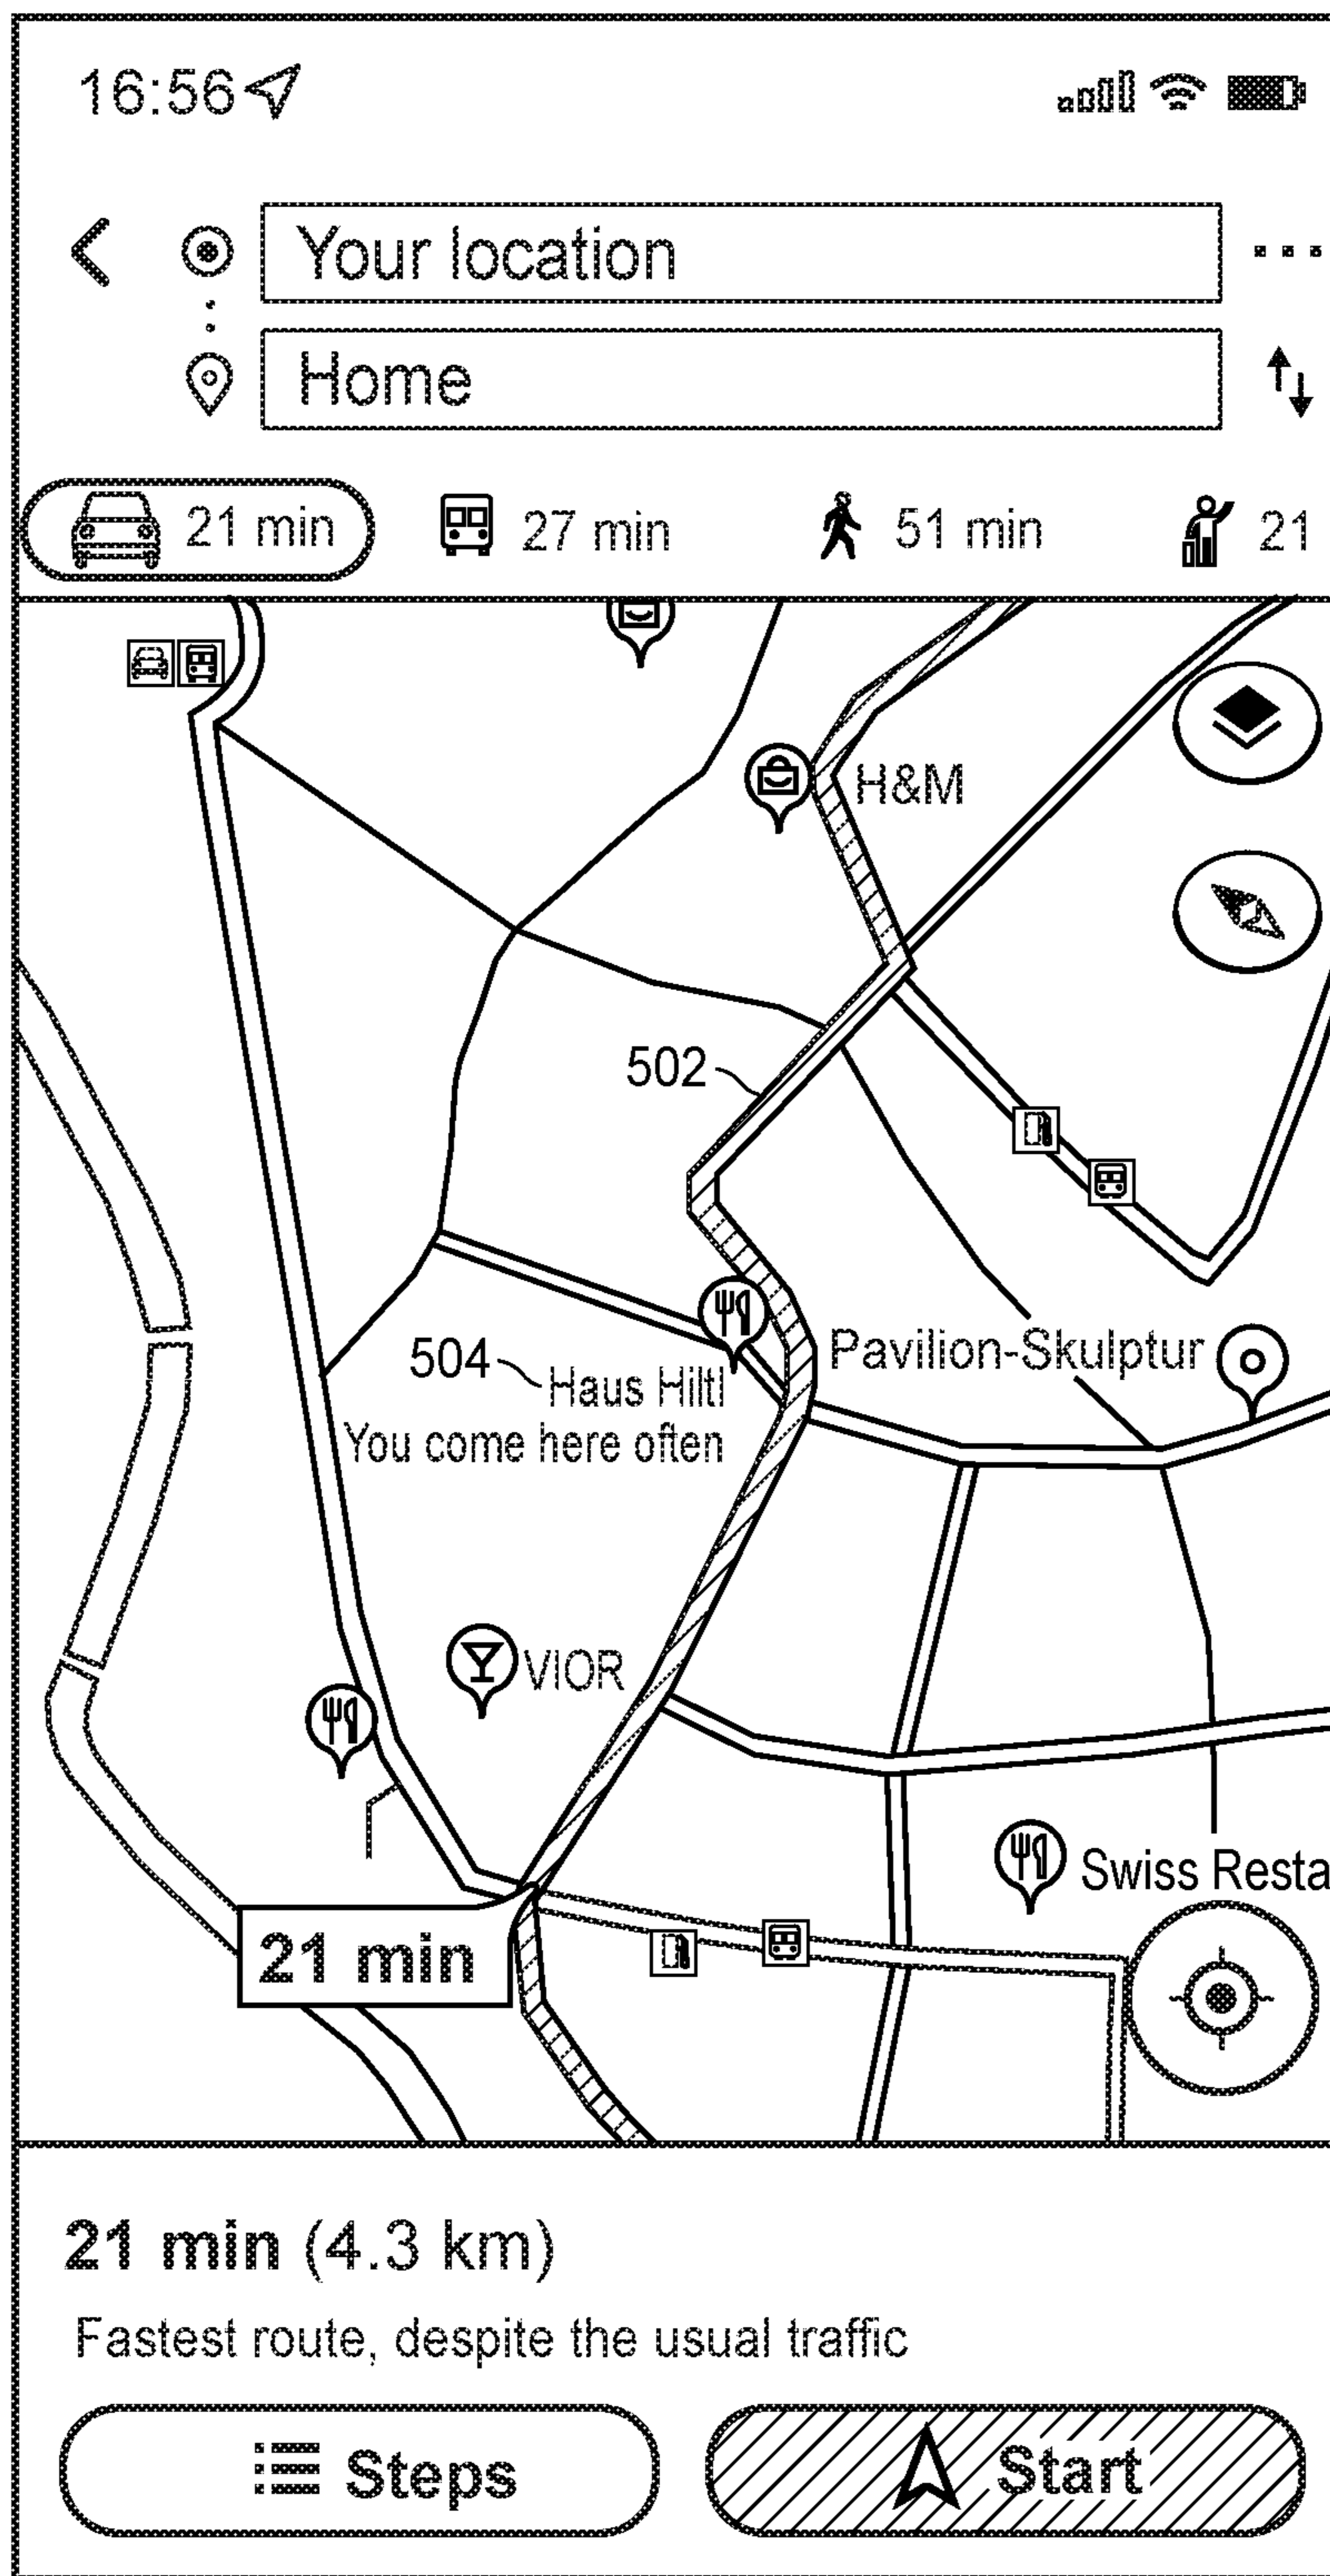 16:56
Your location
...
Home
21 min
27 min
51 min
21
H&M
502
Pavilion-Skulptur
504
Haus Hiltl
You come here often
VIOR
Swiss Resta
21 min
21 min (4.3 km)
Fastest route, despite the usual traffic
Steps
Start